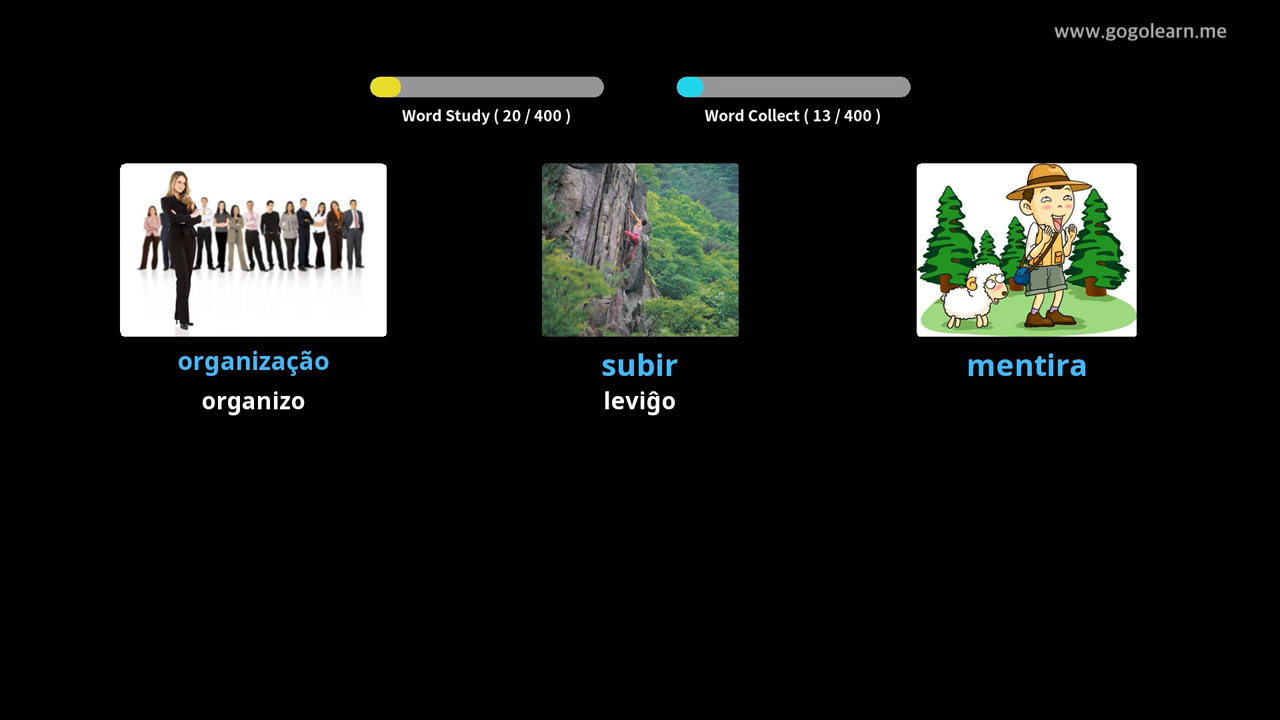 www.gogolearn.me
Word Study ( 20 / 400 )
Word Collect ( 13 / 400 )
organização
subir
mentira
organizo
leviĝo